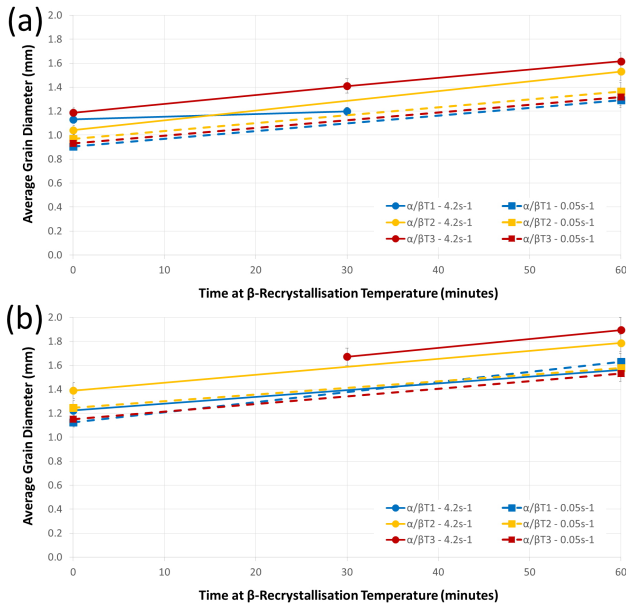 (a)
2.0
1.8
1.6
1.4
1.2
1.0
0.8
0.6
0.4
0.2
0.0
Average Grain Diameter (mm)
α/βT1 - 4.2s-1 α/βT1 - 0.05s-1
α/βT2 - 4.2s-1 α/βT2 - 0.05s-1
α/βT3 - 4.2s-1 α/βT3 - 0.05s-1
0 10 20 30 40 50 60
Time at β-Recrystallisation Temperature (minutes)
(b)
2.0
1.8
1.6
1.4
1.2
1.0
0.8
0.6
0.4
0.2
0.0
Average Grain Diameter (mm)
α/βT1 - 4.2s-1 α/βT1 - 0.05s-1
α/βT2 - 4.2s-1 α/βT2 - 0.05s-1
α/βT3 - 4.2s-1 α/βT3 - 0.05s-1
0 10 20 30 40 50 60
Time at β-Recrystallisation Temperature (minutes)